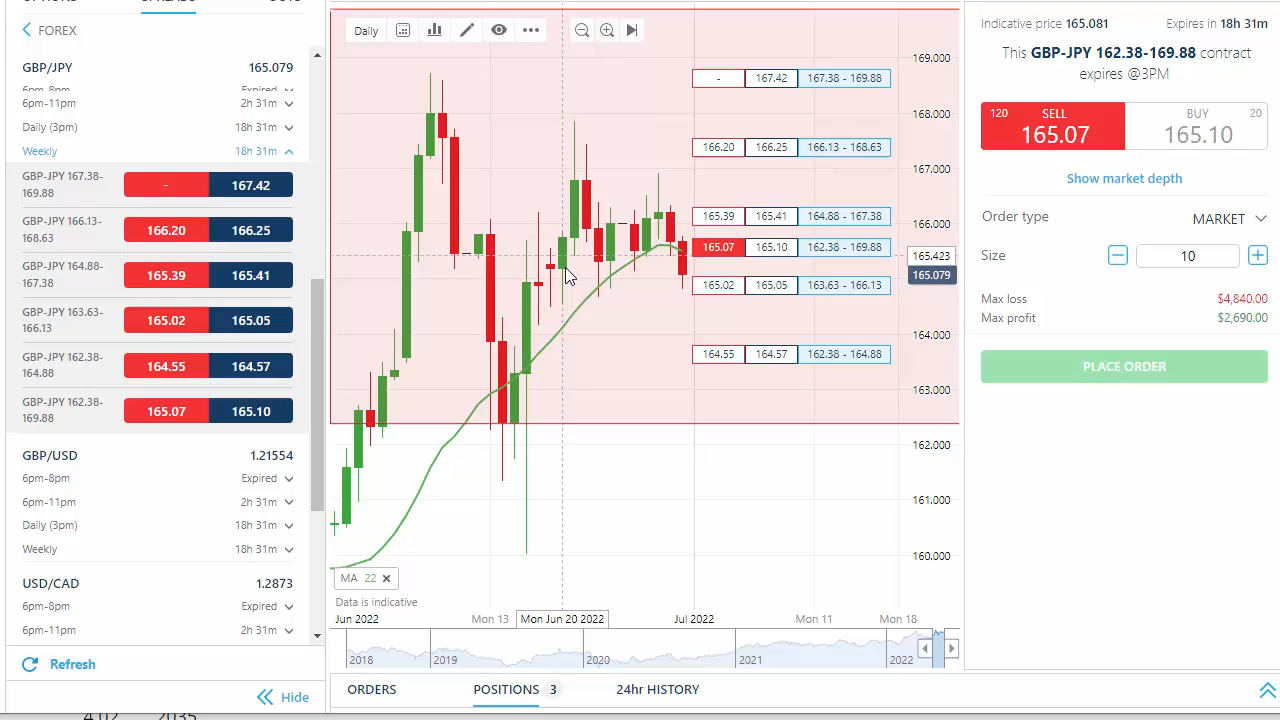 FOREX
GBP/JPY 165.079
6pm-11pm 2h 31m
Daily (3pm) 18h 31m
Weekly 18h 31m
GBP-JPY 167.38-
169.88
- 167.42
GBP-JPY 166.13-
168.63
166.20 166.25
GBP-JPY 164.88-
167.38
165.39 165.41
GBP-JPY 163.63-
166.13
165.02 165.05
GBP-JPY 162.38-
164.88
164.55 164.57
GBP-JPY 162.38-
169.88
165.07 165.10
GBP/USD 1.21554
6pm-8pm Expired
6pm-11pm 2h 31m
Daily (3pm) 18h 31m
Weekly 18h 31m
USD/CAD 1.2873
6pm-8pm Expired
6pm-11pm 2h 31m
Refresh
Hide
Daily
169.000
168.000
167.000
166.000
165.423
165.079
164.000
163.000
162.000
161.000
160.000
- 167.42 167.38 - 169.88
166.20 166.25 166.13 - 168.63
165.39 165.41 164.88 - 167.38
165.07 165.10 162.38 - 169.88
165.02 165.05 163.63 - 166.13
164.55 164.57 162.38 - 164.88
MA 22
Data is indicative
Jun 2022 Mon 13 Mon Jun 20 2022 Jul 2022 Mon 11 Mon 18
2018 2019 2020 2021 2022
ORDERS POSITIONS 3 24hr HISTORY
Indicative price 165.081 Expires in 18h 31m
This GBP-JPY 162.38-169.88 contract
expires @3PM
120 SELL BUY 20
165.07 165.10
Show market depth
Order type MARKET
Size 10
Max loss $4,840.00
Max profit $2,690.00
PLACE ORDER